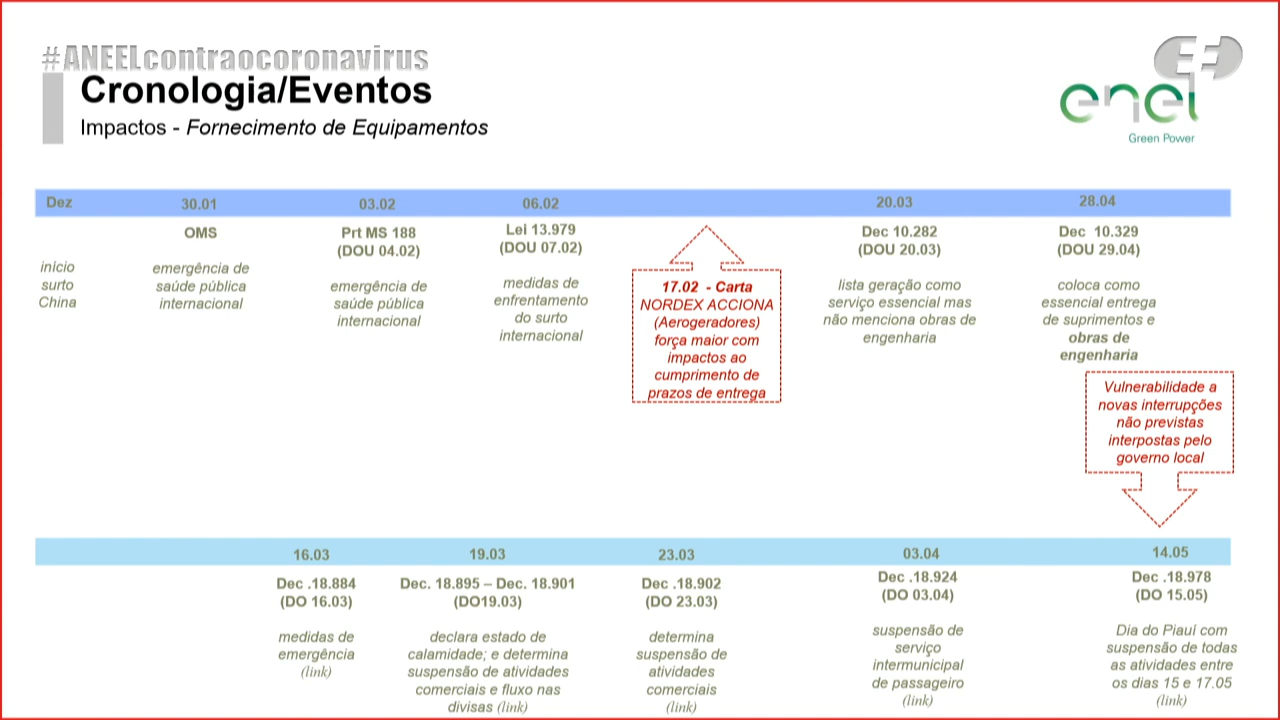 #ANEELcontraocoronavirus
Cronologia/Eventos
Impactos - Fornecimento de Equipamentos
enel
Green Power
Dez
30.01
03.02
06.02
20.03
28.04
início
surto
China
OMS
emergência de
saúde pública
internacional
Prt MS 188
(DOU 04.02)
emergência de
saúde pública
internacional
Lei 13.979
(DOU 07.02)
medidas de
enfrentamento
do surto
internacional
17.02 - Carta
NORDEX ACCIONA
(Aerogeradores)
força maior com
impactos ao
cumprimento de
prazos de entrega
Dec 10.282
(DOU 20.03)
lista geração como
serviço essencial mas
não menciona obras de
engenharia
Dec 10.329
(DOU 29.04)
coloca como
essencial entrega
de suprimentos e
obras de
engenharia
Vulnerabilidade a
novas interrupções
não previstas
interpostas pelo
governo local
16.03
19.03
23.03
03.04
14.05
Dec .18.884
(DO 16.03)
medidas de
emergência
(link)
Dec. 18.895 – Dec. 18.901
(DO19.03)
declara estado de
calamidade; e determina
suspensão de atividades
comerciais e fluxo nas
divisas (link)
Dec .18.902
(DO 23.03)
determina
suspensão de
atividades
comerciais
(link)
Dec .18.924
(DO 03.04)
suspensão de
serviço
intermunicipal
de passageiro
(link)
Dec .18.978
(DO 15.05)
Dia do Piauí com
suspensão de todas
as atividades entre
os dias 15 e 17.05
(link)